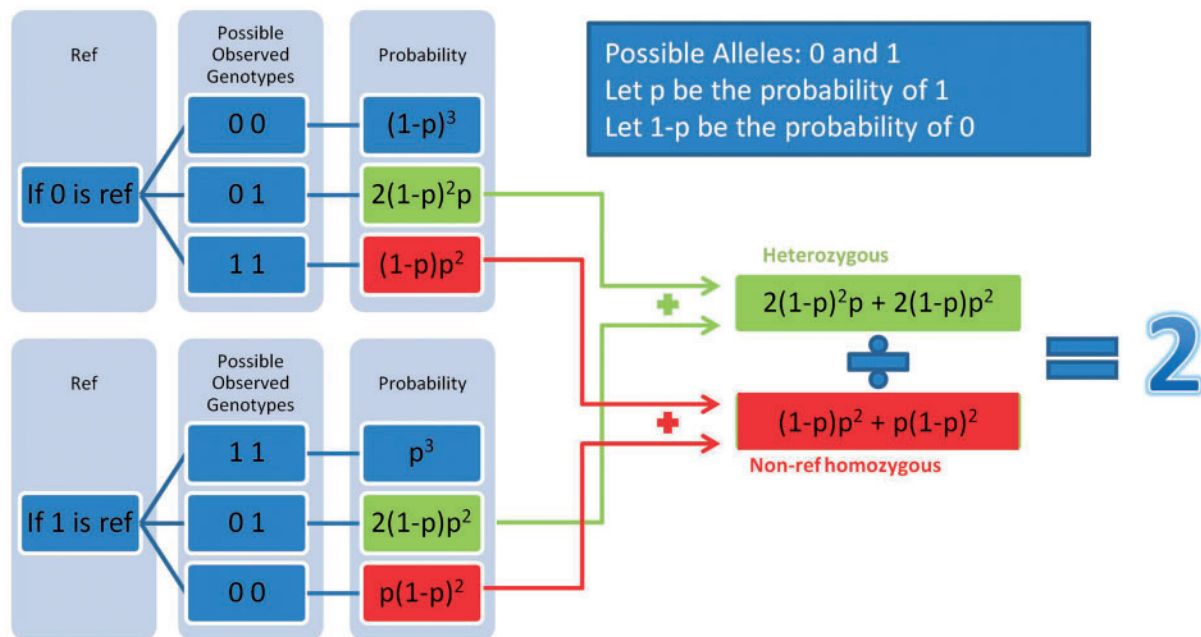 Ref
Possible
Observed
Genotypes
Probability
If 0 is ref
0 0
(1-p)³
0 1
2(1-p)²p
1 1
(1-p)p²
Ref
Possible
Observed
Genotypes
Probability
If 1 is ref
1 1
p³
0 1
2(1-p)p²
0 0
p(1-p)²
Possible Alleles: 0 and 1
Let p be the probability of 1
Let 1-p be the probability of 0
Heterozygous
2(1-p)²p + 2(1-p)p²
÷
(1-p)p² + p(1-p)²
Non-ref homozygous
+
+
= 2